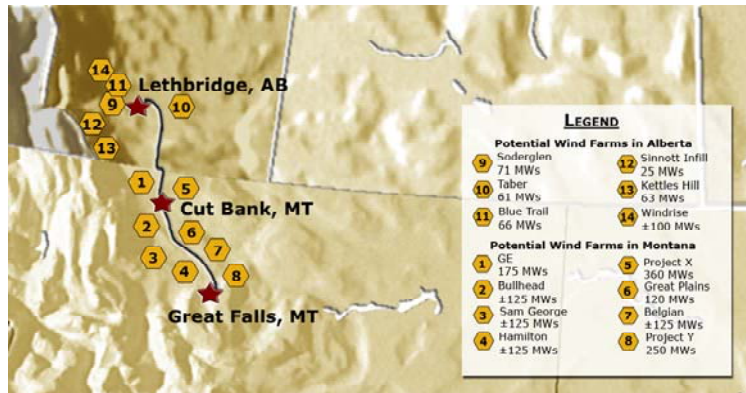 14
11
Lethbridge, AB
9
10
12
13
1
5
Cut Bank, MT
2
6
3
7
4
8
Great Falls, MT
LEGEND
Potential Wind Farms in Alberta
9 Soderglen
71 MWs
10 Taber
61 MWs
11 Blue Trail
66 MWs
12 Sinnott Infill
25 MWs
13 Kettles Hill
63 MWs
14 Windrise
±100 MWs
Potential Wind Farms in Montana
1 GE
175 MWs
2 Bullhead
±125 MWs
3 Sam George
±125 MWs
4 Hamilton
±125 MWs
5 Project X
360 MWs
6 Great Plains
120 MWs
7 Belgian
±125 MWs
8 Project Y
250 MWs